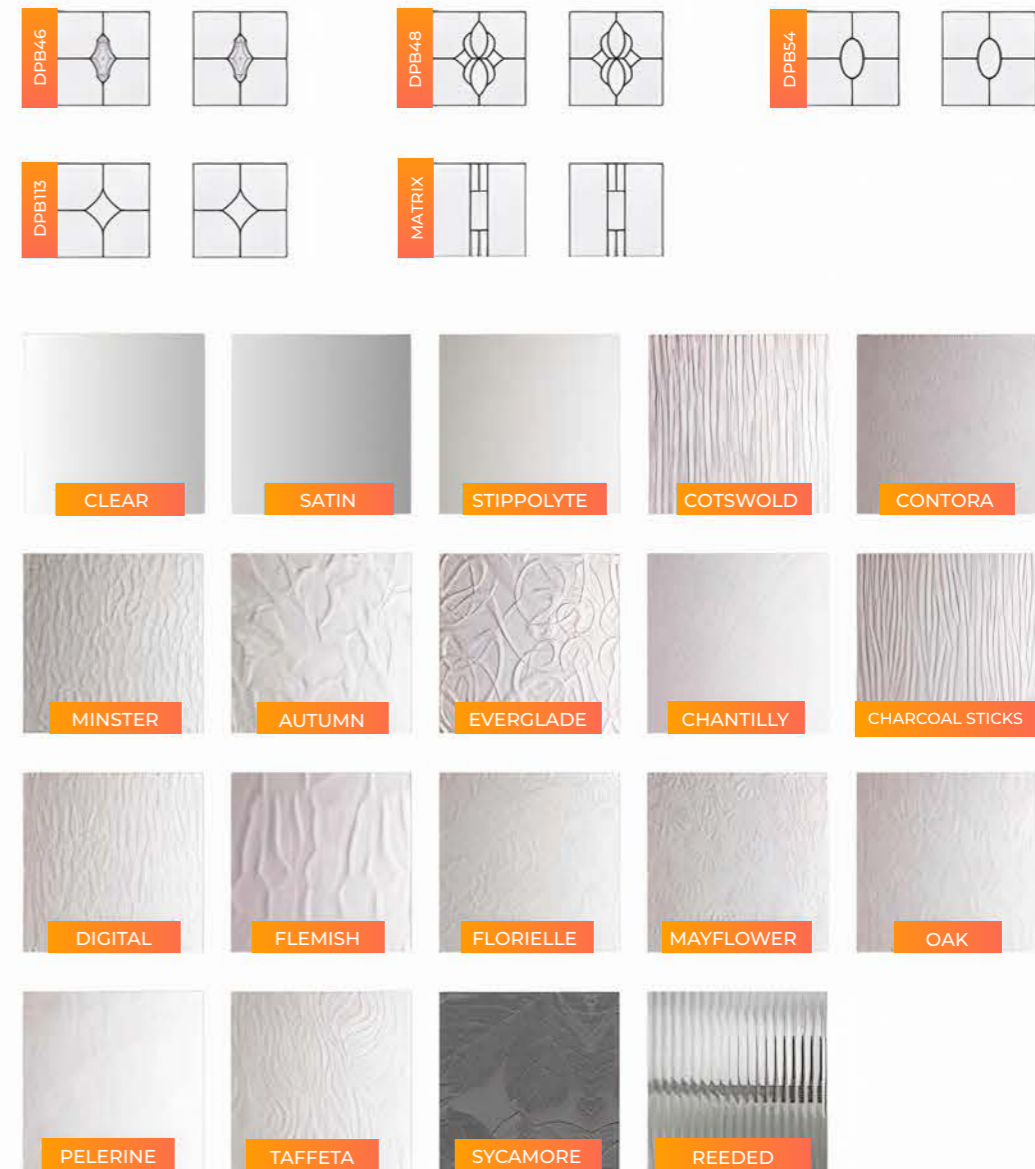 DPB46
DPB48
DPB54
DPB113
MATRIX
CLEAR
SATIN
STIPPOLYTE
COTSWOLD
CONTORA
MINSTER
AUTUMN
EVERGLADE
CHANTILLY
CHARCOAL STICKS
DIGITAL
FLEMISH
FLORIELLE
MAYFLOWER
OAK
PELERINE
TAFFETA
SYCAMORE
REEDED